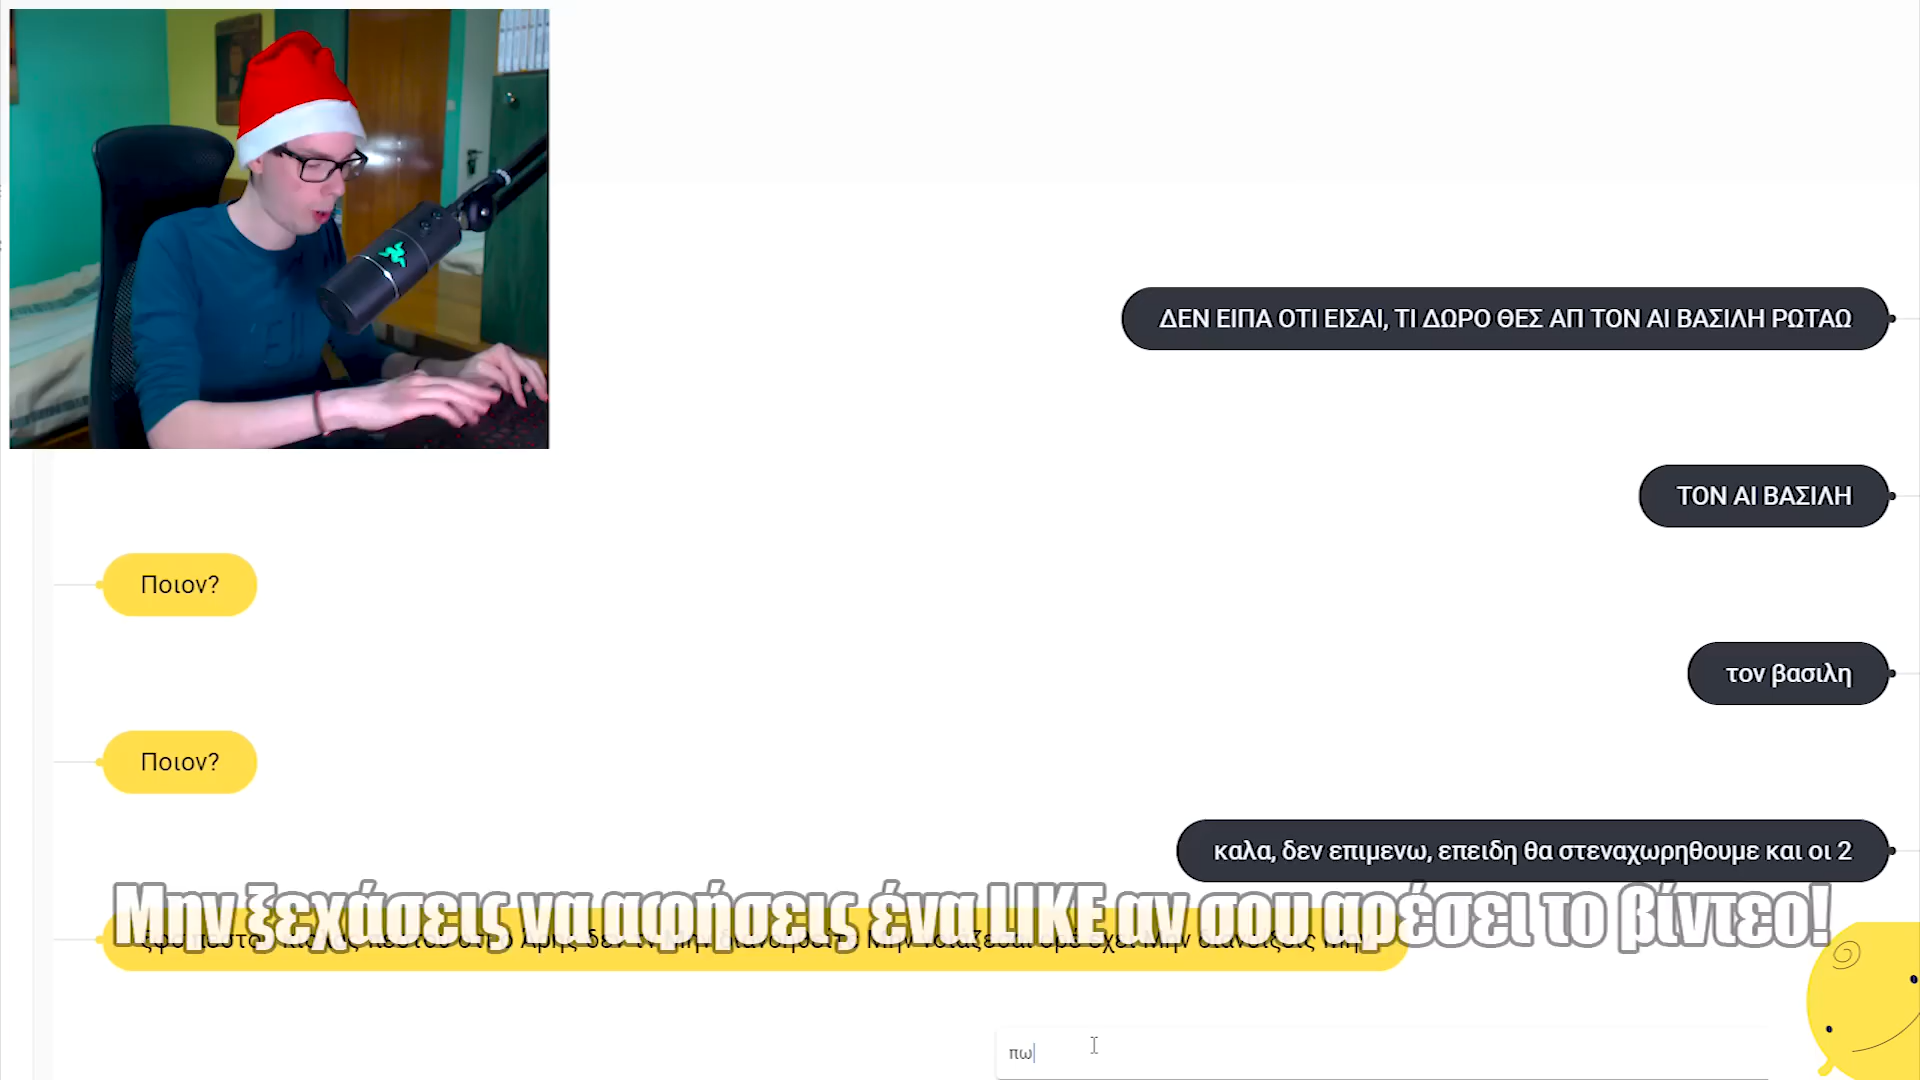 ΔΕΝ ΕΙΠΑ ΟΤΙ ΕΙΣΑΙ, ΤΙ ΔΩΡΟ ΘΕΣ ΑΠ ΤΟΝ ΑΙ ΒΑΣΙΛΗ ΡΩΤΑΩ
ΤΟΝ ΑΙ ΒΑΣΙΛΗ
Ποιον?
τον βασιλη
Ποιον?
καλα, δεν επιμενω, επειδη θα στεναχωρηθουμε και οι 2
Μην ξεχάσεις να αφήσεις ένα LIKE αν σου αρέσει το βίντεο!
πω